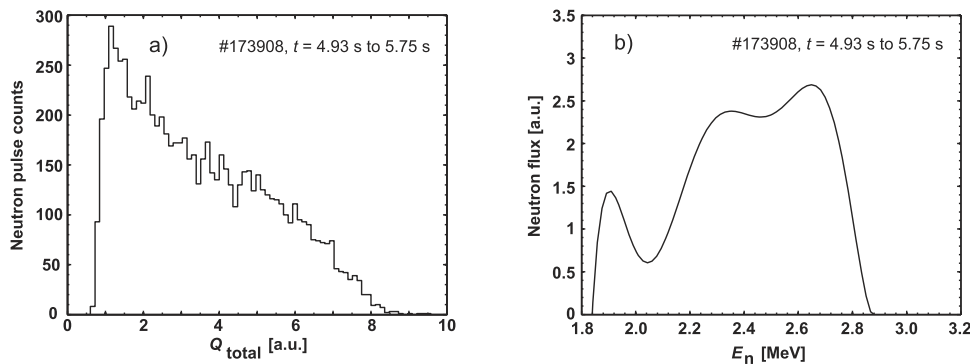 a)
#173908, t = 4.93 s to 5.75 s
Neutron pulse counts
300
250
200
150
100
50
0
0 2 4 6 8 10
Q_total [a.u.]
b)
#173908, t = 4.93 s to 5.75 s
Neutron flux [a.u.]
3.5
3
2.5
2
1.5
1
0.5
0
1.8 2.0 2.2 2.4 2.6 2.8 3.0 3.2
E_n [MeV]